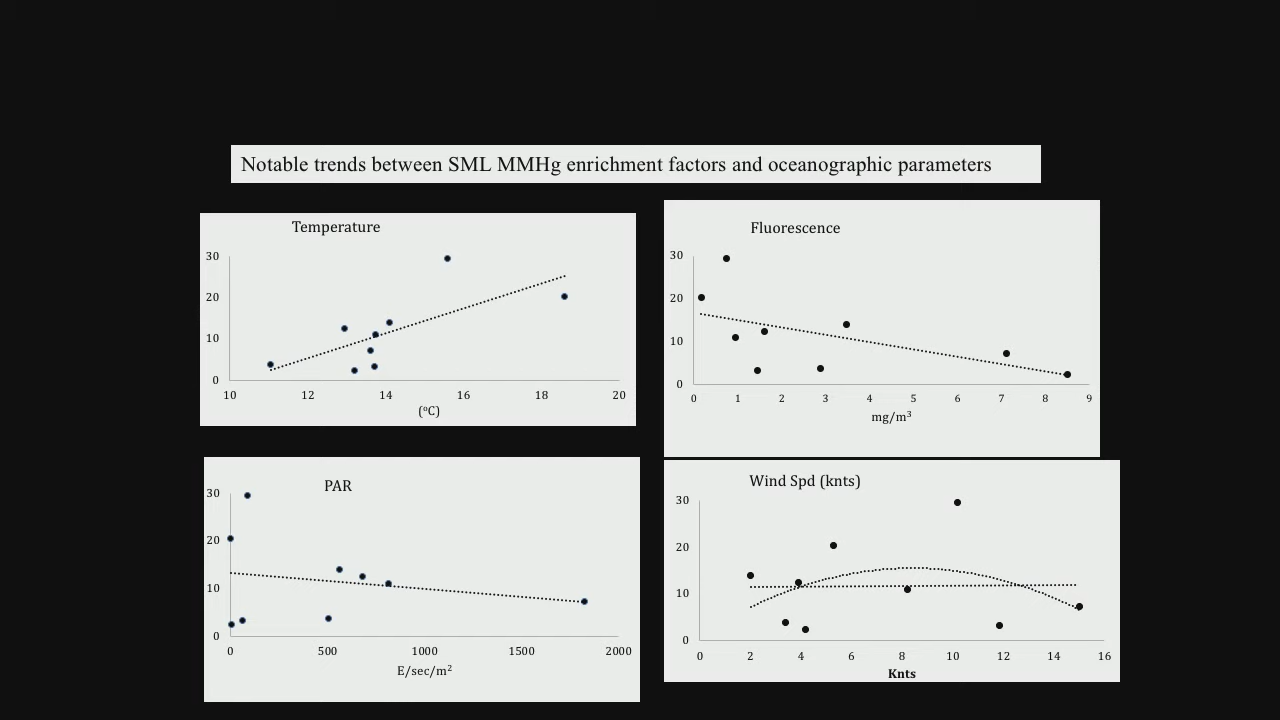 Notable trends between SML MMHg enrichment factors and oceanographic parameters
Temperature
30
20
10
0
10 12 14 16 18 20
(°C)
Fluorescence
30
20
10
0
0 1 2 3 4 5 6 7 8 9
mg/m³
PAR
30
20
10
0
0 500 1000 1500 2000
E/sec/m²
Wind Spd (knts)
30
20
10
0
0 2 4 6 8 10 12 14 16
Knts